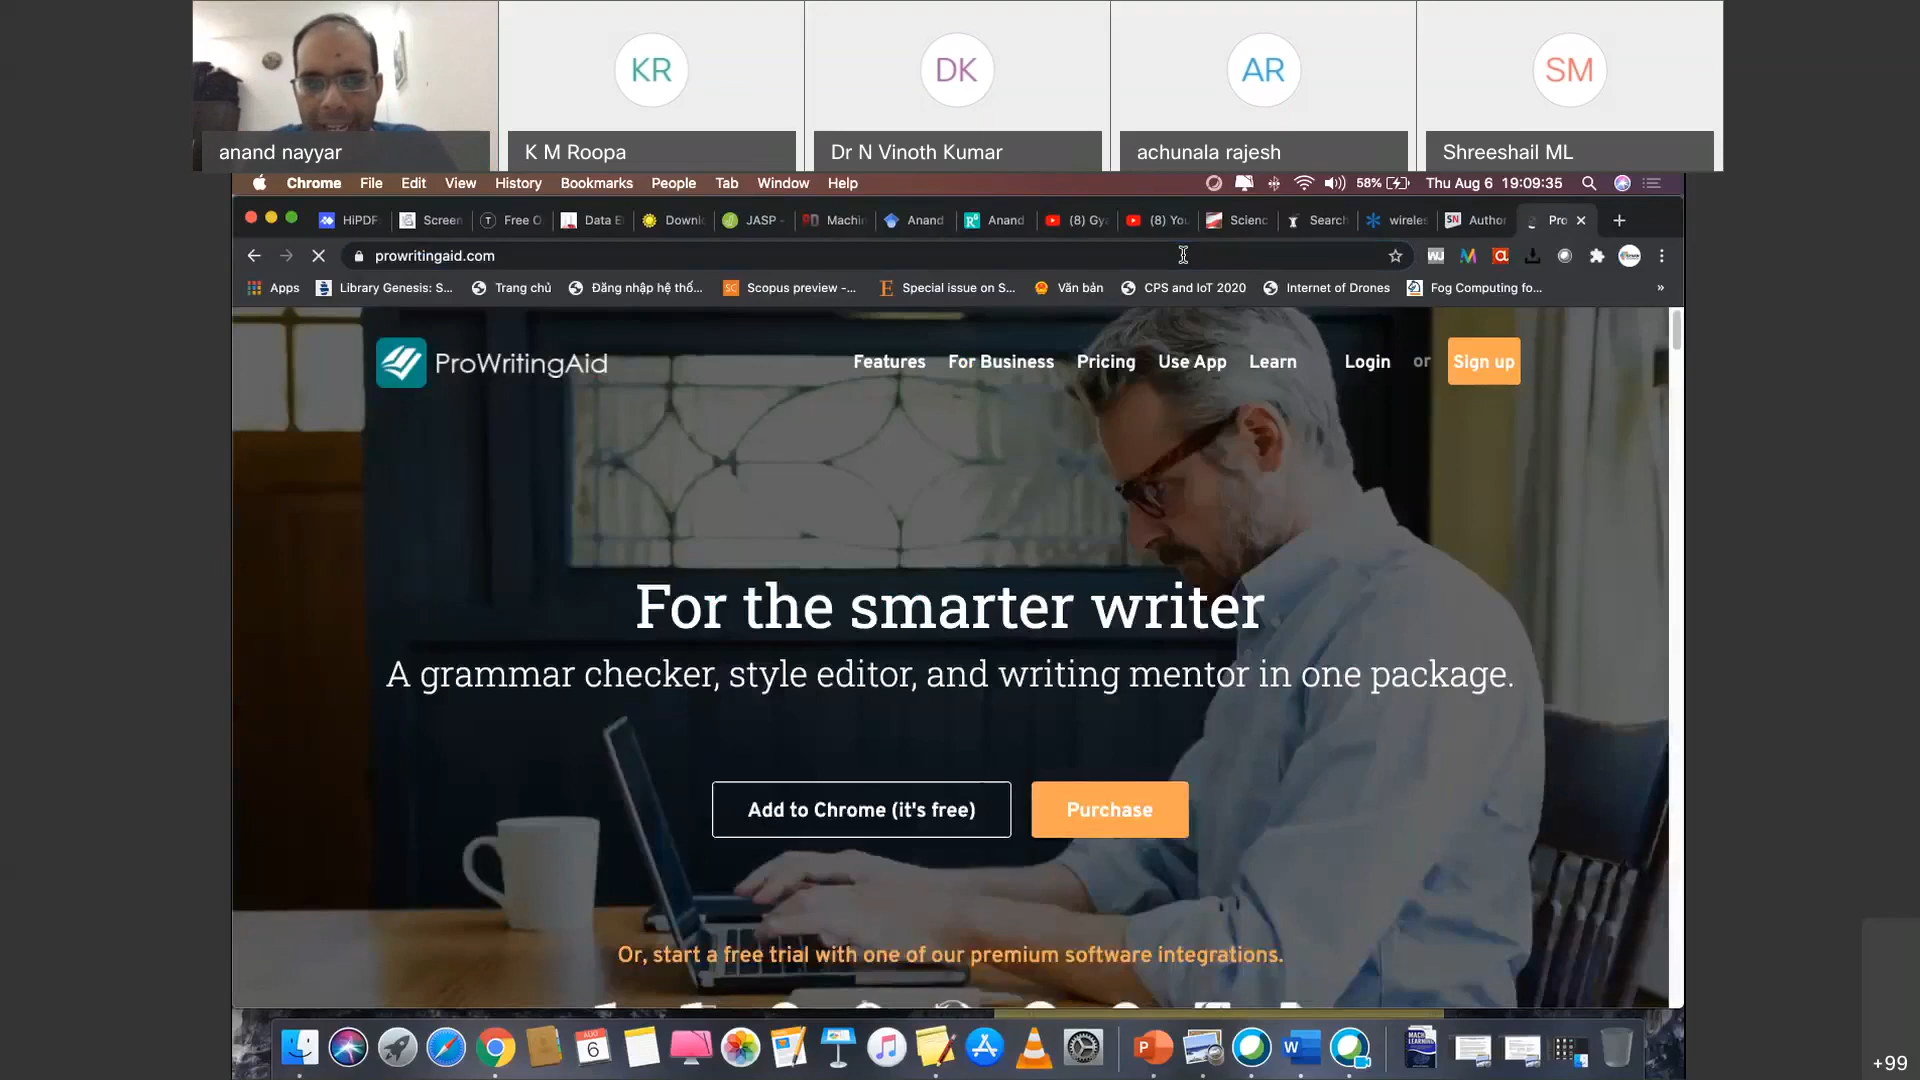 KR
DK
AR
SM
anand nayyar
K M Roopa
Dr N Vinoth Kumar
achunala rajesh
Shreeshail ML
Chrome File Edit View History Bookmarks People Tab Window Help
58% Thu Aug 6 19:09:35
HiPDF Screen Free O Data E Downl JASP - Machi Anand Anand (8) Gy (8) You Scienc Search wireles Author Pro
prowritingaid.com
Apps Library Genesis: S... Trang chủ Đăng nhập hệ thố... Scopus preview -... Special issue on S... Văn bản CPS and IoT 2020 Internet of Drones Fog Computing fo... »
ProWritingAid
Features For Business Pricing Use App Learn Login or Sign up
For the smarter writer
A grammar checker, style editor, and writing mentor in one package.
Add to Chrome (it's free) Purchase
Or, start a free trial with one of our premium software integrations.
AUG
6
+99